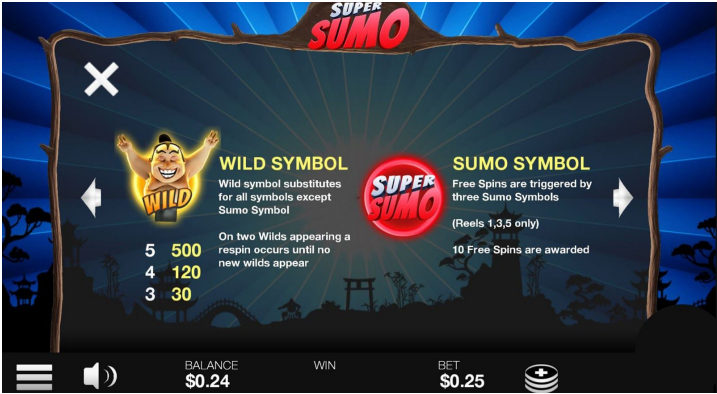 SUPER
SUMO
WILD SYMBOL
Wild symbol substitutes
for all symbols except
Sumo Symbol
On two Wilds appearing a
respin occurs until no
new wilds appear
WILD
5 500
4 120
3 30
SUPER
SUMO
SUMO SYMBOL
Free Spins are triggered by
three Sumo Symbols
(Reels 1,3,5 only)
10 Free Spins are awarded
BALANCE
$0.24
WIN
BET
$0.25